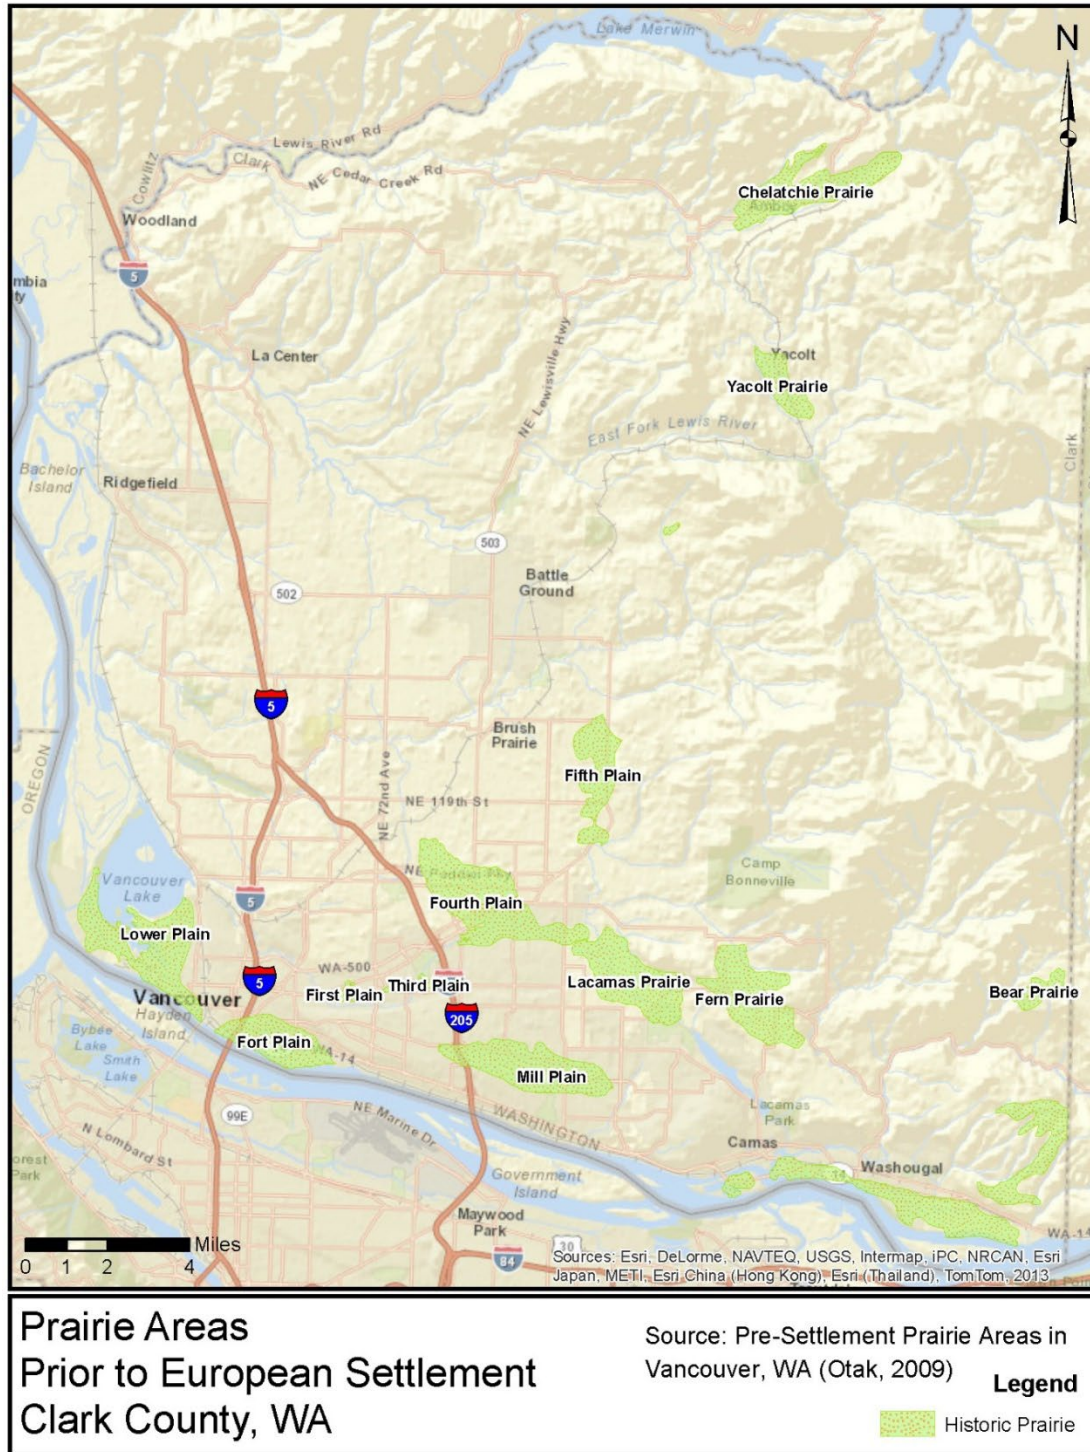 Lake Merwin
N
Lewis River Rd
Clark
Cowlitz
NE Cedar Creek Rd
Chelatchie Prairie
Amboy
Woodland
5
mbia
ty
La Center
NE Lewisville Hwy
Yacolt
Yacolt Prairie
East Fork Lewis River
Clark
Bachelor
Island
Ridgefield
503
Battle
Ground
502
5
Brush
Prairie
OREGON
NE 72nd Ave
Fifth Plain
NE 119th St
Camp
Bonneville
Vancouver
Lake
NE Padden Pky
5
Fourth Plain
Lower Plain
WA-500
5
Third Plain
First Plain
Lacamas Prairie
Fern Prairie
Bear Prairie
Vancouver
Hayden
Island
205
Bybee
Lake
Smith
Lake
Fort Plain
WA-14
Mill Plain
99E
NE Marine Dr
WASHINGTON
Lacamas
Park
N Lombard St
Camas
Washougal
orest
Park
Government
Island
Maywood
Park
WA-14
Miles
0 1 2 4
84
30
Sources: Esri, DeLorme, NAVTEQ, USGS, Intermap, iPC, NRCAN, Esri
Japan, METI, Esri China (Hong Kong), Esri (Thailand), TomTom, 2013
Prairie Areas
Prior to European Settlement
Clark County, WA
Source: Pre-Settlement Prairie Areas in
Vancouver, WA (Otak, 2009)
Legend
Historic Prairie